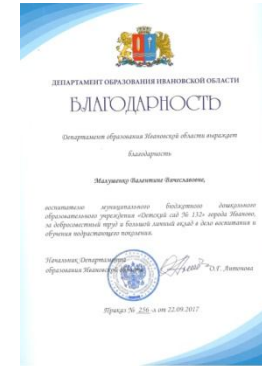 ДЕПАРТАМЕНТ ОБРАЗОВАНИЯ ИВАНОВСКОЙ ОБЛАСТИ
БЛАГОДАРНОСТЬ
Департамент образования Ивановской области выражает
благодарность
Малушенко Валентине Вячеславовне,
воспитателю муниципального бюджетного дошкольного
образовательного учреждения «Детский сад № 132» города Иваново,
за добросовестный труд и большой личный вклад в дело воспитания и
обучения подрастающего поколения.
Начальник Департамента
образования Ивановской области О.Г. Антонова
Приказ № 256 -л от 22.09.2017